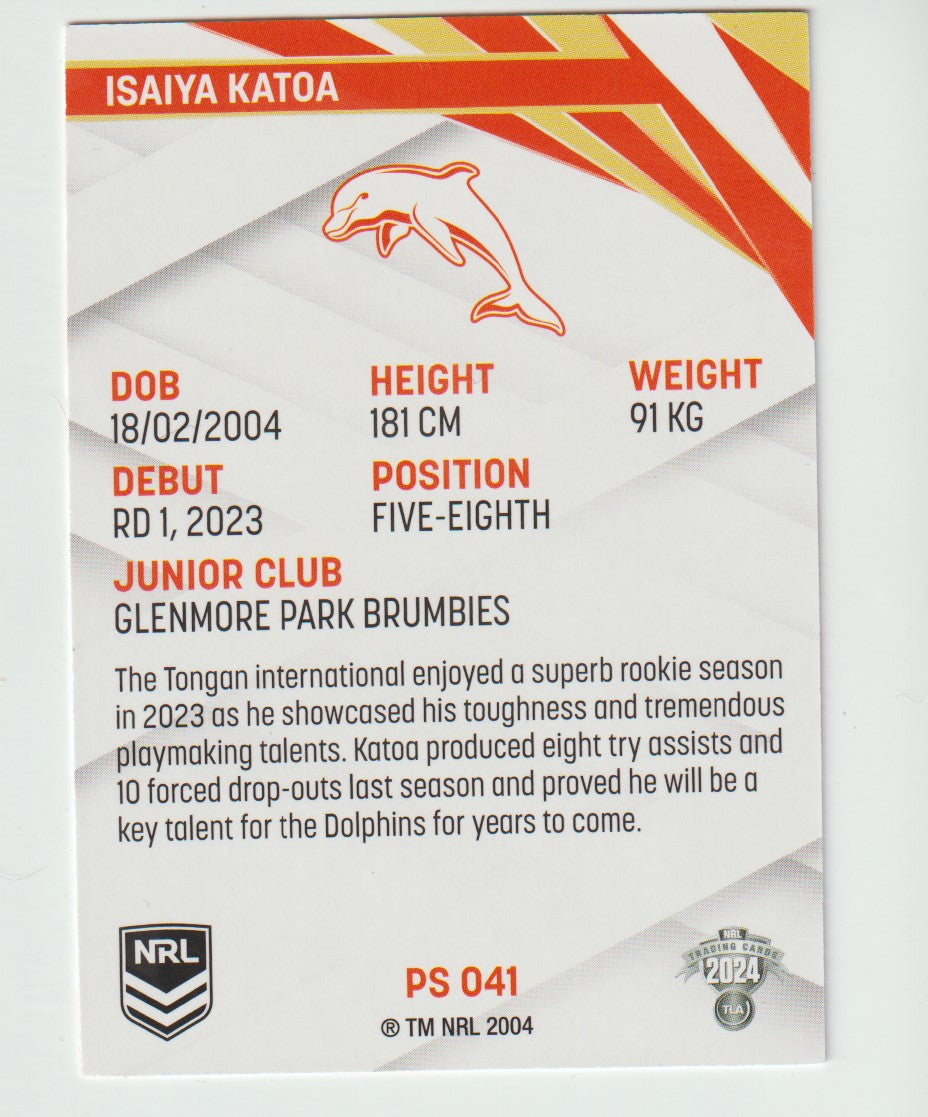 ISAIYA KATOA
DOB
18/02/2004
HEIGHT
181 CM
WEIGHT
91 KG
DEBUT
RD 1, 2023
POSITION
FIVE-EIGHTH
JUNIOR CLUB
GLENMORE PARK BRUMBIES
The Tongan international enjoyed a superb rookie season
in 2023 as he showcased his toughness and tremendous
playmaking talents. Katoa produced eight try assists and
10 forced drop-outs last season and proved he will be a
key talent for the Dolphins for years to come.
NRL
PS 041
® TM NRL 2004
NRL
TRADING CARDS
2024
TLA